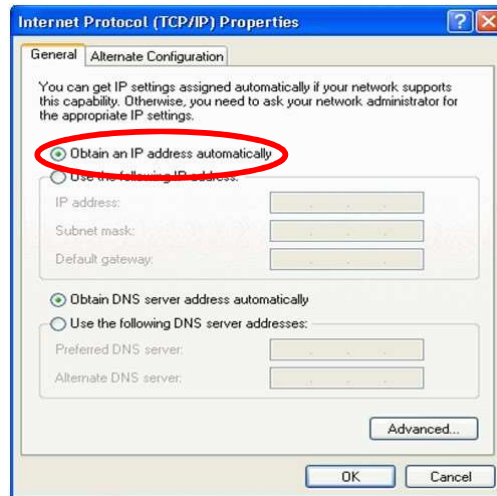 Internet Protocol (TCP/IP) Properties
General
Alternate Configuration
You can get IP settings assigned automatically if your network supports
this capability. Otherwise, you need to ask your network administrator for
the appropriate IP settings.
Obtain an IP address automatically
Use the following IP address:
IP address:
Subnet mask:
Default gateway:
Obtain DNS server address automatically
Use the following DNS server addresses:
Preferred DNS server:
Alternate DNS server:
Advanced...
OK
Cancel